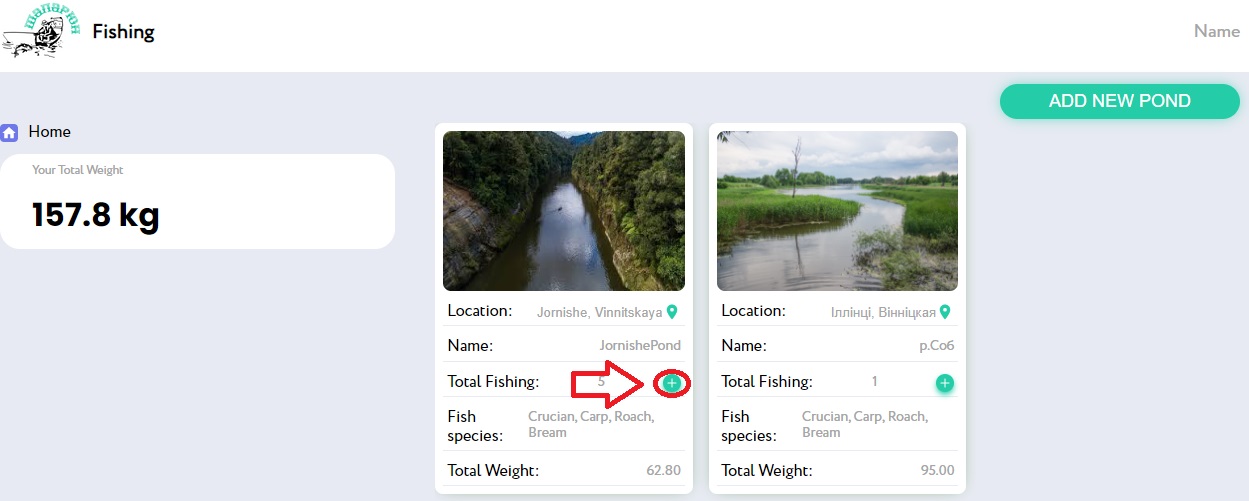 шапарюк
Fishing
Name
ADD NEW POND
Home
Your Total Weight
157.8 kg
Location: Jornishe, Vinnitskaya
Name: JornishePond
Total Fishing: 5 +
Fish species: Crucian, Carp, Roach,
Bream
Total Weight: 62.80
Location: Іллінці, Вінніцкая
Name: р.Соб
Total Fishing: 1 +
Fish species: Crucian, Carp, Roach,
Bream
Total Weight: 95.00